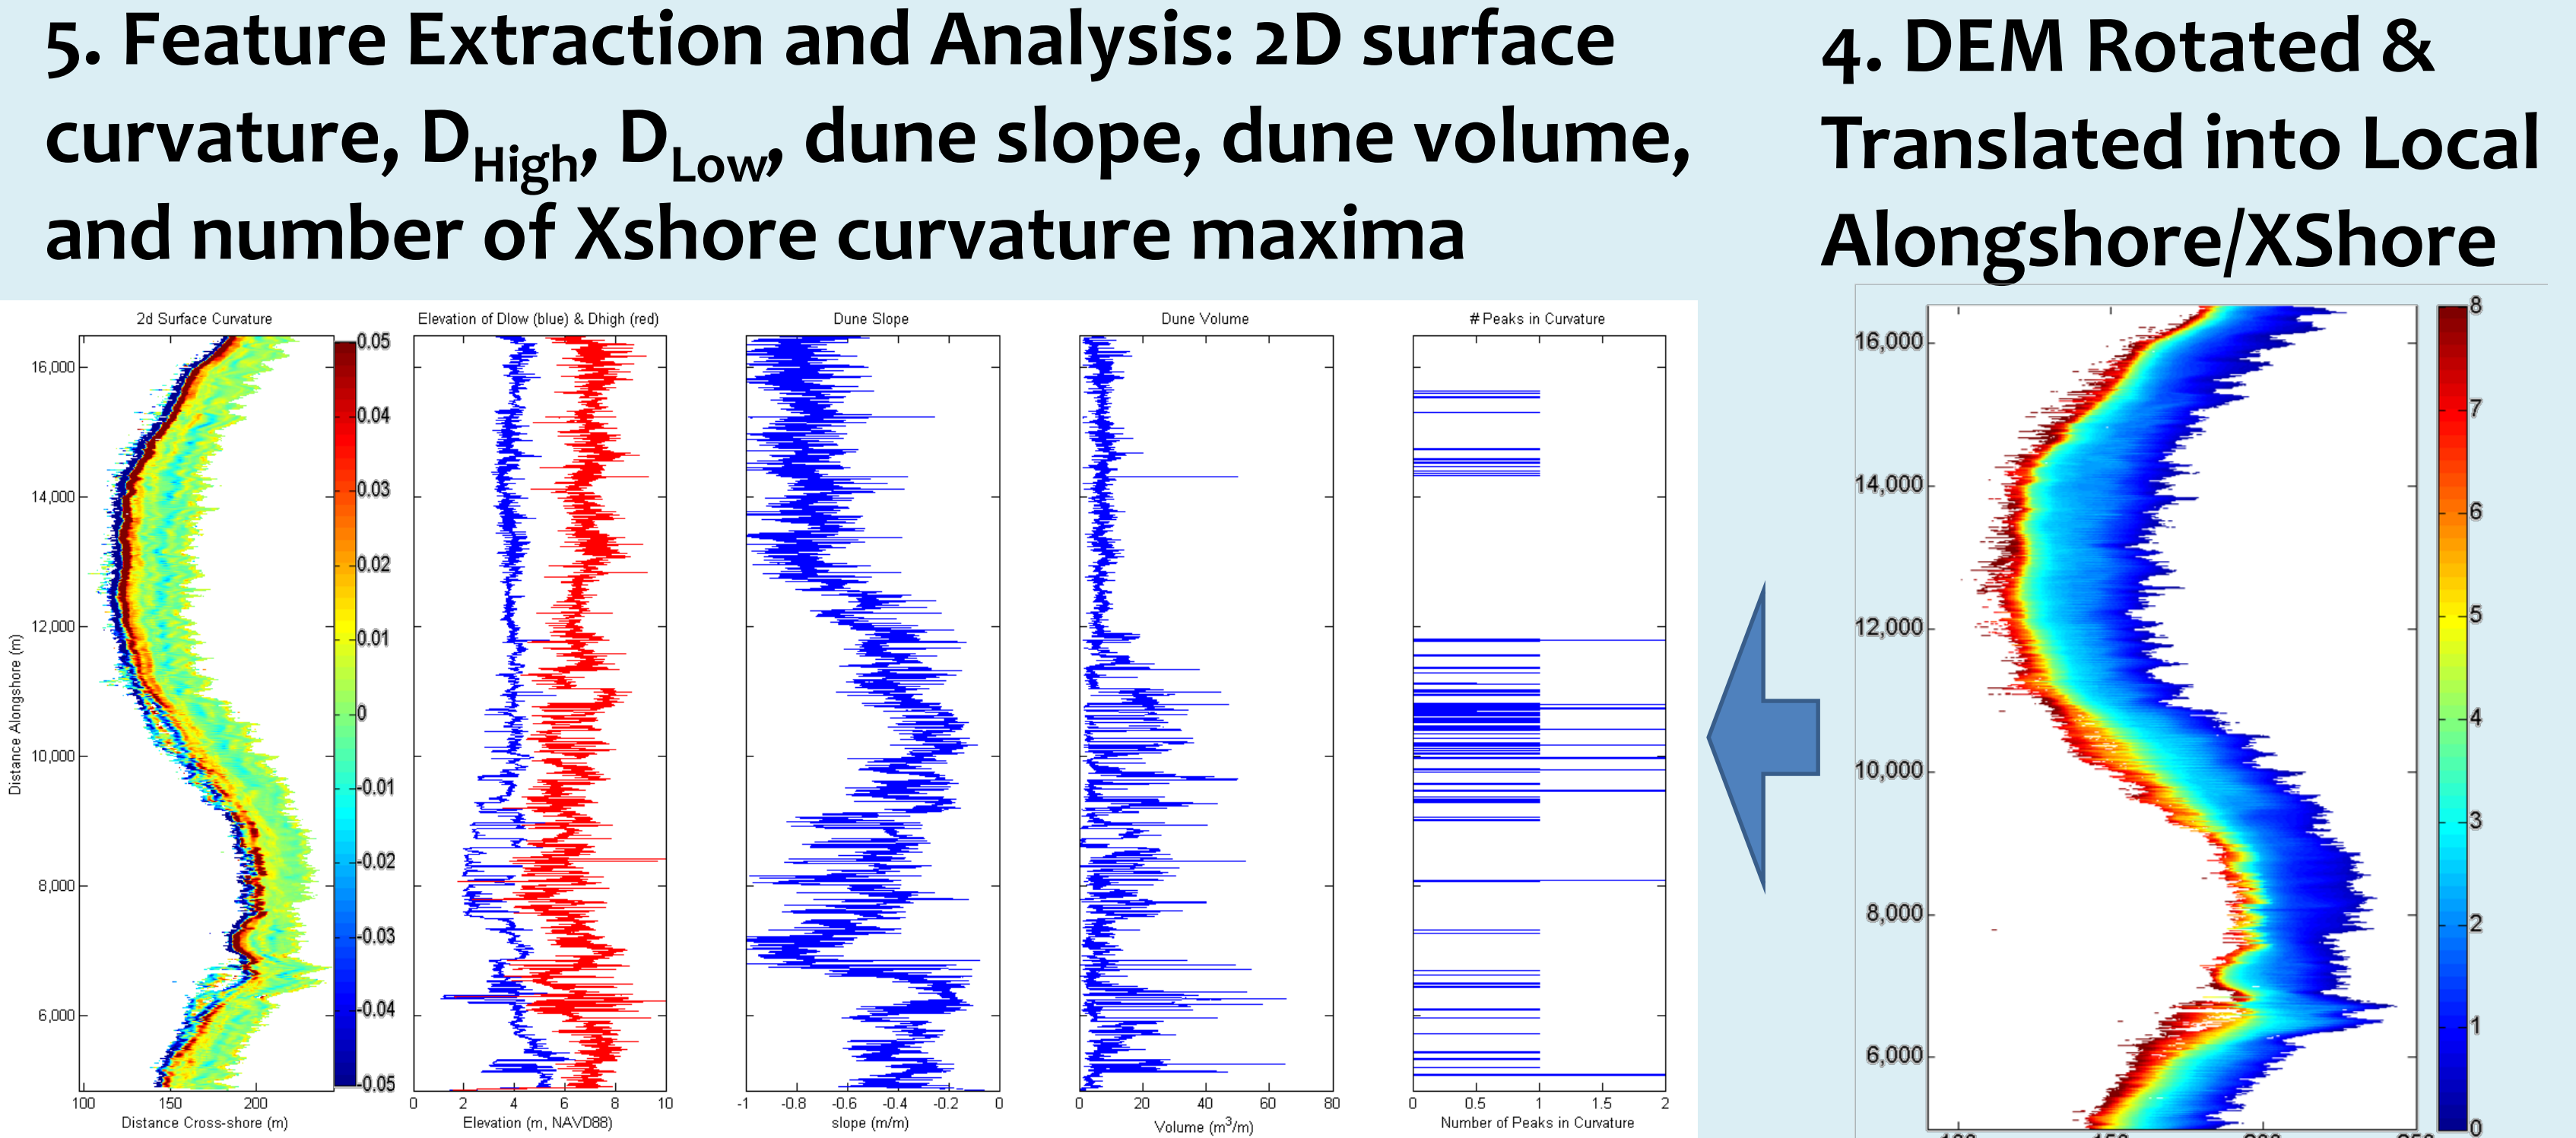 5. Feature Extraction and Analysis: 2D surface
curvature, DHigh, DLow, dune slope, dune volume,
and number of Xshore curvature maxima
4. DEM Rotated &
Translated into Local
Alongshore/XShore
2d Surface Curvature
Distance Alongshore (m)
16,000
14,000
12,000
10,000
8,000
6,000
100 150 200
Distance Cross-shore (m)
0.05
0.04
0.03
0.02
0.01
0
-0.01
-0.02
-0.03
-0.04
-0.05
Elevation of Dlow (blue) & Dhigh (red)
0 2 4 6 8 10
Elevation (m, NAVD88)
Dune Slope
-1 -0.8 -0.6 -0.4 -0.2 0
slope (m/m)
Dune Volume
0 20 40 60 80
Volume (m³/m)
# Peaks in Curvature
0 0.5 1 1.5 2
Number of Peaks in Curvature
16,000
14,000
12,000
10,000
8,000
6,000
8
7
6
5
4
3
2
1
0